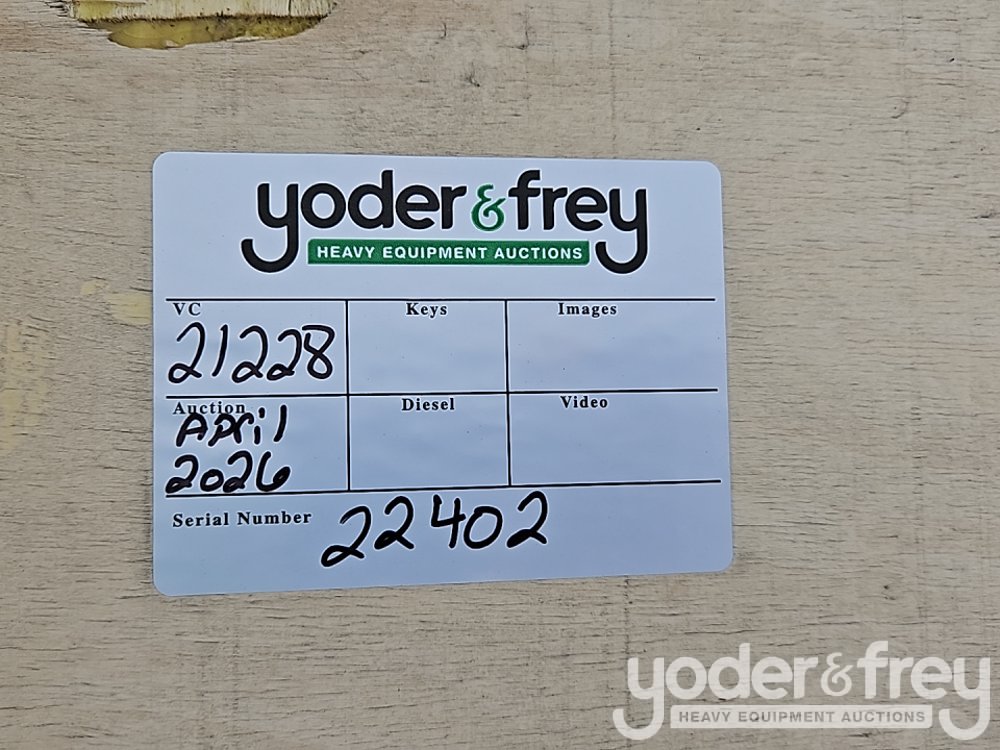 yoder & frey
HEAVY EQUIPMENT AUCTIONS
VC Keys Images
21228
Auction Diesel Video
April
2026
Serial Number 22402
yoder & frey
HEAVY EQUIPMENT AUCTIONS